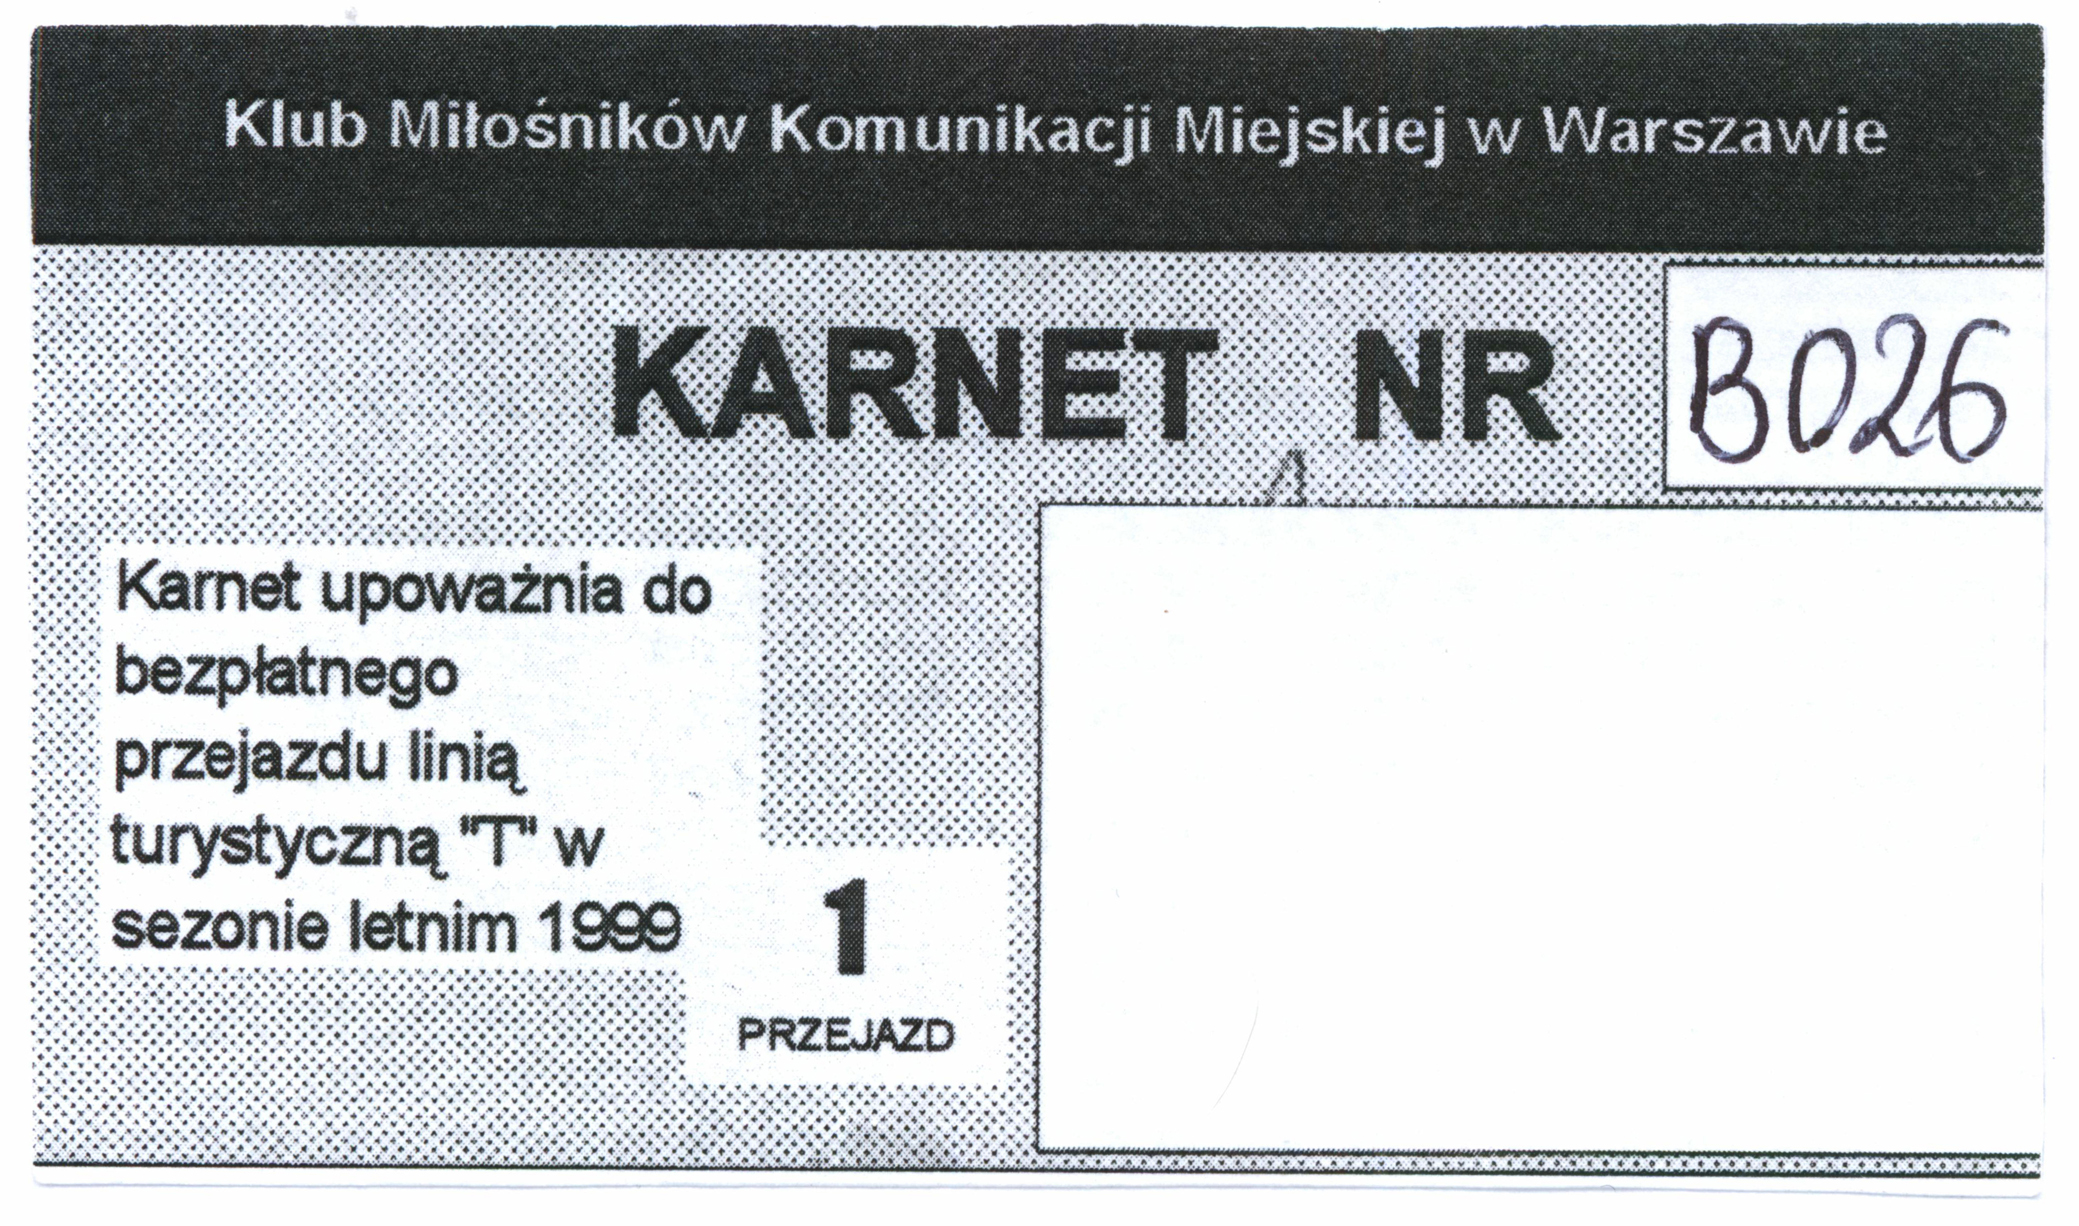 Klub Miłośników Komunikacji Miejskiej w Warszawie
KARNET NR B026
Karnet upoważnia do
bezpłatnego
przejazdu linią
turystyczną "T" w
sezonie letnim 1999
1
PRZEJAZD